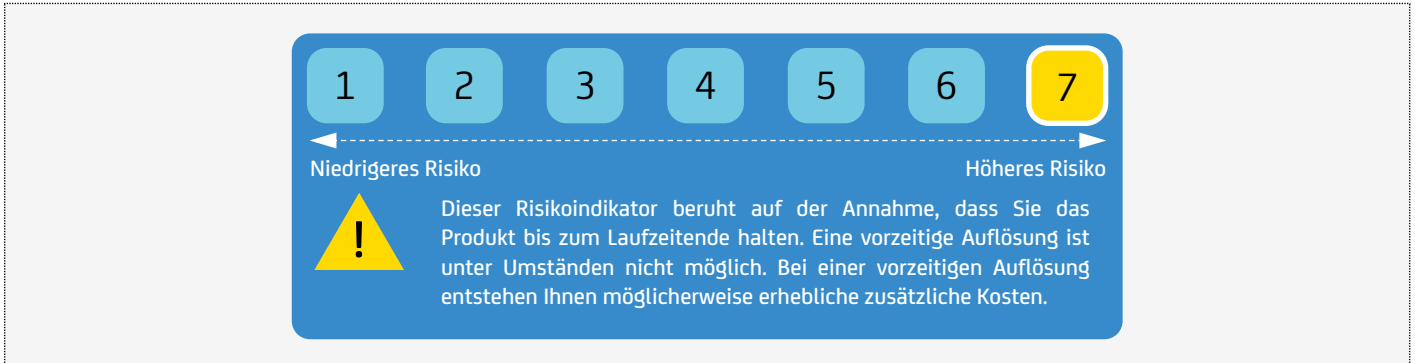 1 2 3 4 5 6 7
Niedrigeres Risiko Höheres Risiko
!
Dieser Risikoindikator beruht auf der Annahme, dass Sie das
Produkt bis zum Laufzeitende halten. Eine vorzeitige Auflösung ist
unter Umständen nicht möglich. Bei einer vorzeitigen Auflösung
entstehen Ihnen möglicherweise erhebliche zusätzliche Kosten.